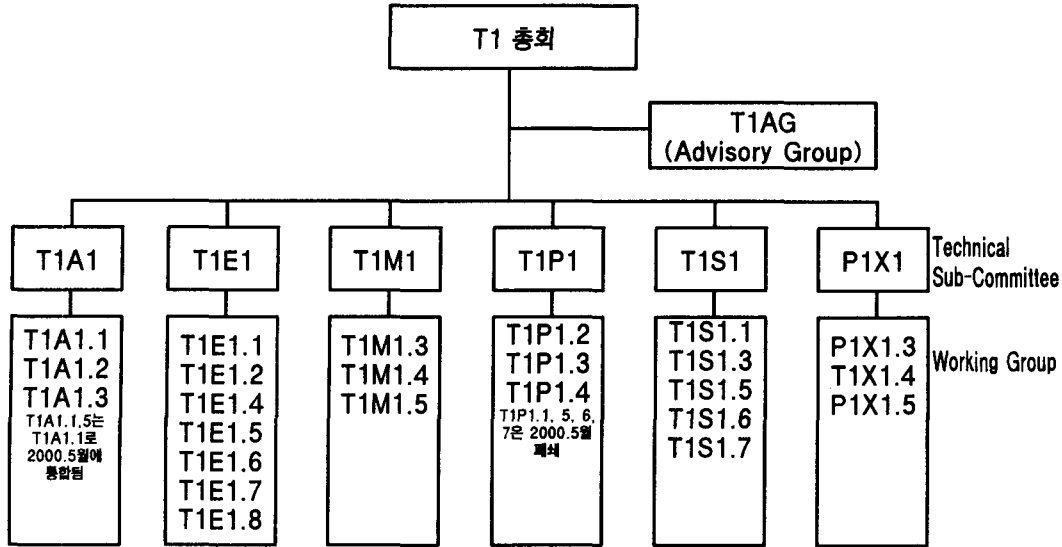 T1 총회
T1AG
(Advisory Group)
T1A1
T1E1
T1M1
T1P1
T1S1
P1X1
Technical
Sub-Committee
T1A1.1
T1A1.2
T1A1.3
T1A1.1,5는
T1A1.1로
2000.5월에
통합됨
T1E1.1
T1E1.2
T1E1.4
T1E1.5
T1E1.6
T1E1.7
T1E1.8
T1M1.3
T1M1.4
T1M1.5
T1P1.2
T1P1.3
T1P1.4
T1P1.1, 5, 6,
7은 2000.5월
폐쇄
T1S1.1
T1S1.3
T1S1.5
T1S1.6
T1S1.7
P1X1.3
T1X1.4
P1X1.5
Working Group